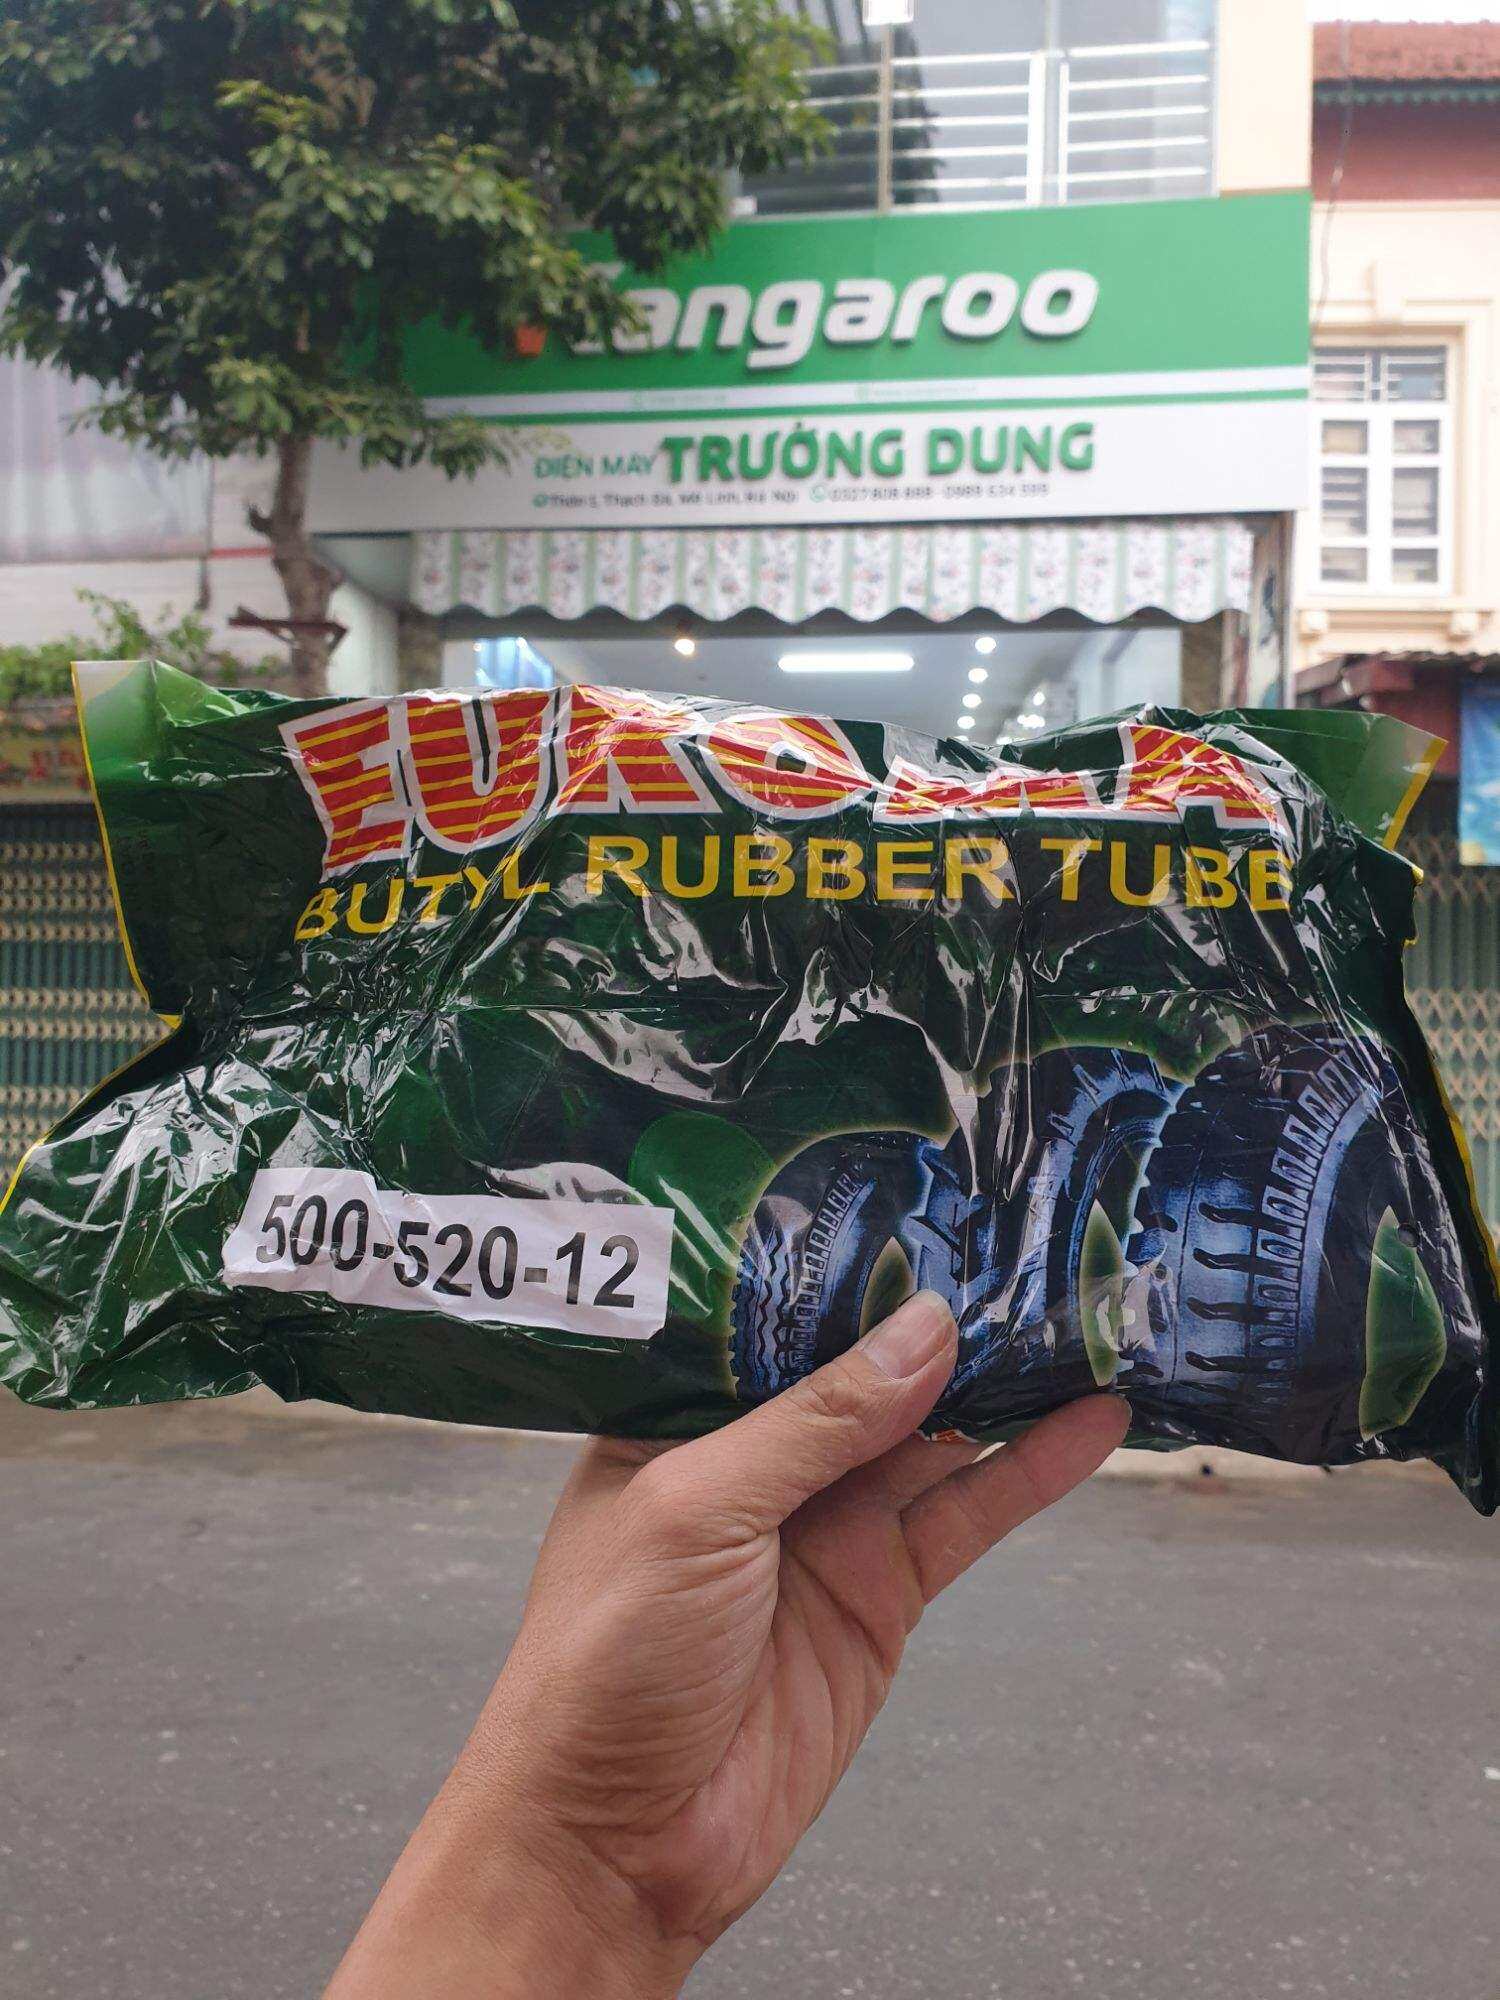 Kangaroo
ĐIỆN MÁY TRƯỜNG DUNG
EUROMA
BUTYL RUBBER TUBE
500-520-12